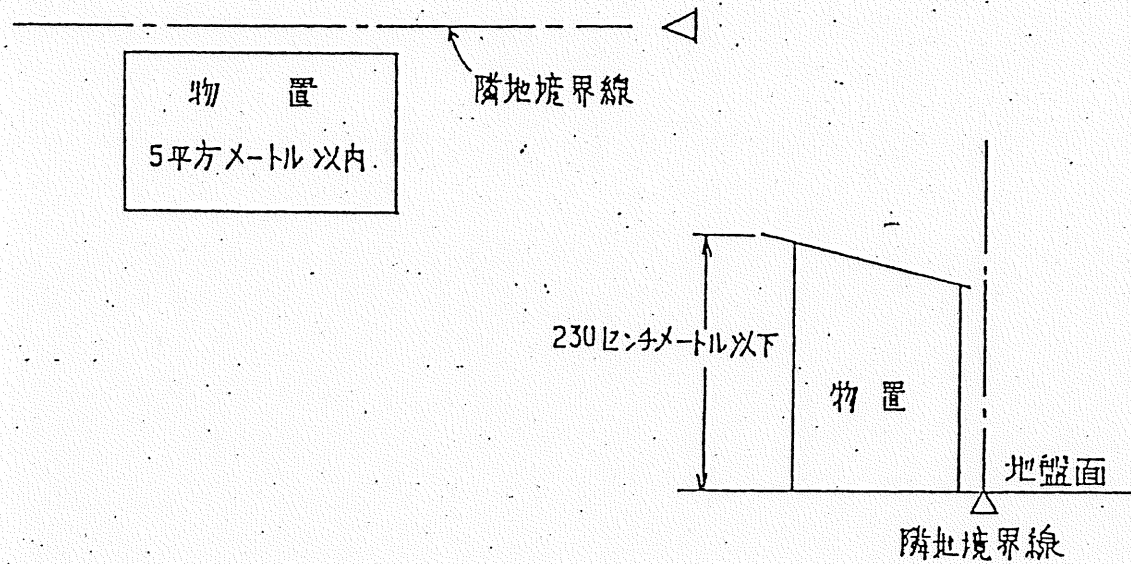 隣地境界線
物 置
5平方メートル以内
230センチメートル以下
物 置
地盤面
隣地境界線